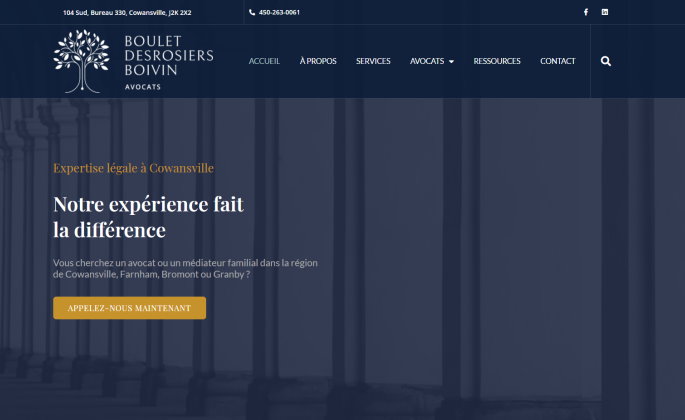 104 Sud, Bureau 330, Cowansville, J2K 2X2
450-263-0061
BOULET
DESROSIERS
BOIVIN
AVOCATS
ACCUEIL
À PROPOS
SERVICES
AVOCATS
RESSOURCES
CONTACT
Expertise légale à Cowansville
Notre expérience fait
la différence
Vous cherchez un avocat ou un médiateur familial dans la région
de Cowansville, Farnham, Bromont ou Granby ?
APPELEZ-NOUS MAINTENANT